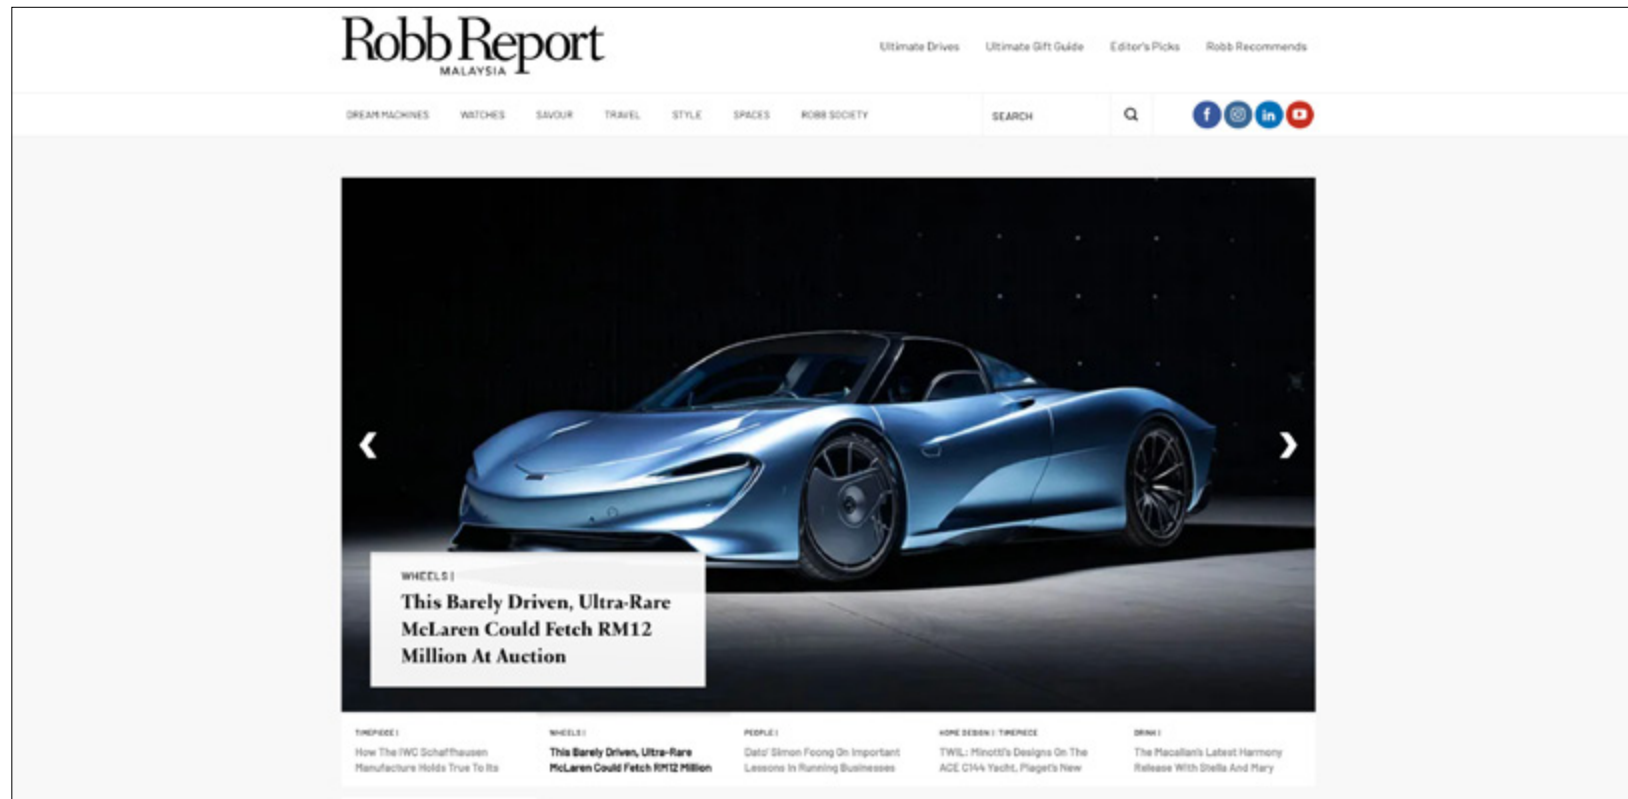 Robb Report
MALAYSIA
Ultimate Drives Ultimate Gift Guide Editor's Picks Robb Recommends
DREAM MACHINES WATCHES SAVOUR TRAVEL STYLE SPACES ROBB SOCIETY SEARCH
WHEELS |
This Barely Driven, Ultra-Rare
McLaren Could Fetch RM12
Million At Auction
TIMEPIECE |
How The IWC Schaffhausen
Manufacture Holds True To Its
WHEELS |
This Barely Driven, Ultra-Rare
McLaren Could Fetch RM12 Million
PEOPLE |
Dato' Simon Foong On Important
Lessons In Running Businesses
HOME DESIGN | TIMEPIECE
TWIL: Minotti's Designs On The
ACE C144 Yacht, Piaget's New
DRINK |
The Macallan's Latest Harmony
Release With Stella And Mary